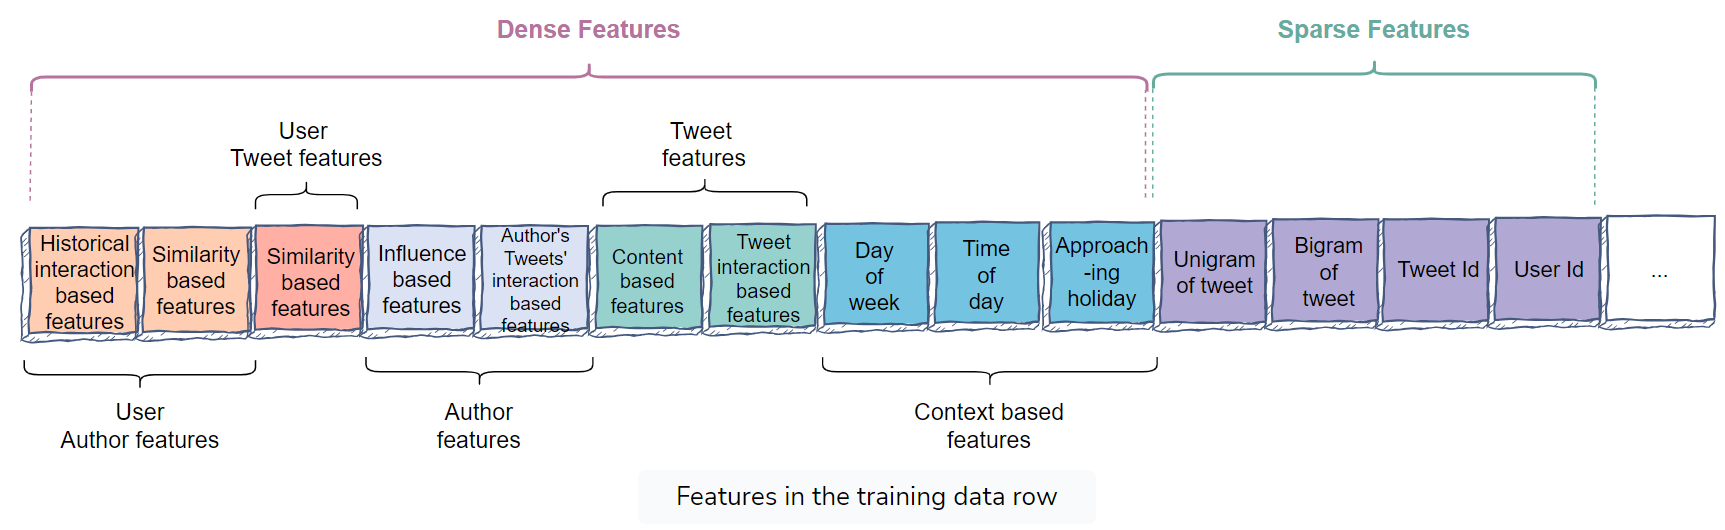 Dense Features
Sparse Features
User
Tweet features
Tweet
features
Historical
interaction
based
features
Similarity
based
features
Similarity
based
features
Influence
based
features
Author's
Tweets'
interaction
based
features
Content
based
features
Tweet
interaction
based
features
Day
of
week
Time
of
day
Approach
-ing
holiday
Unigram
of tweet
Bigram
of
tweet
Tweet Id
User Id
...
User
Author features
Author
features
Context based
features
Features in the training data row